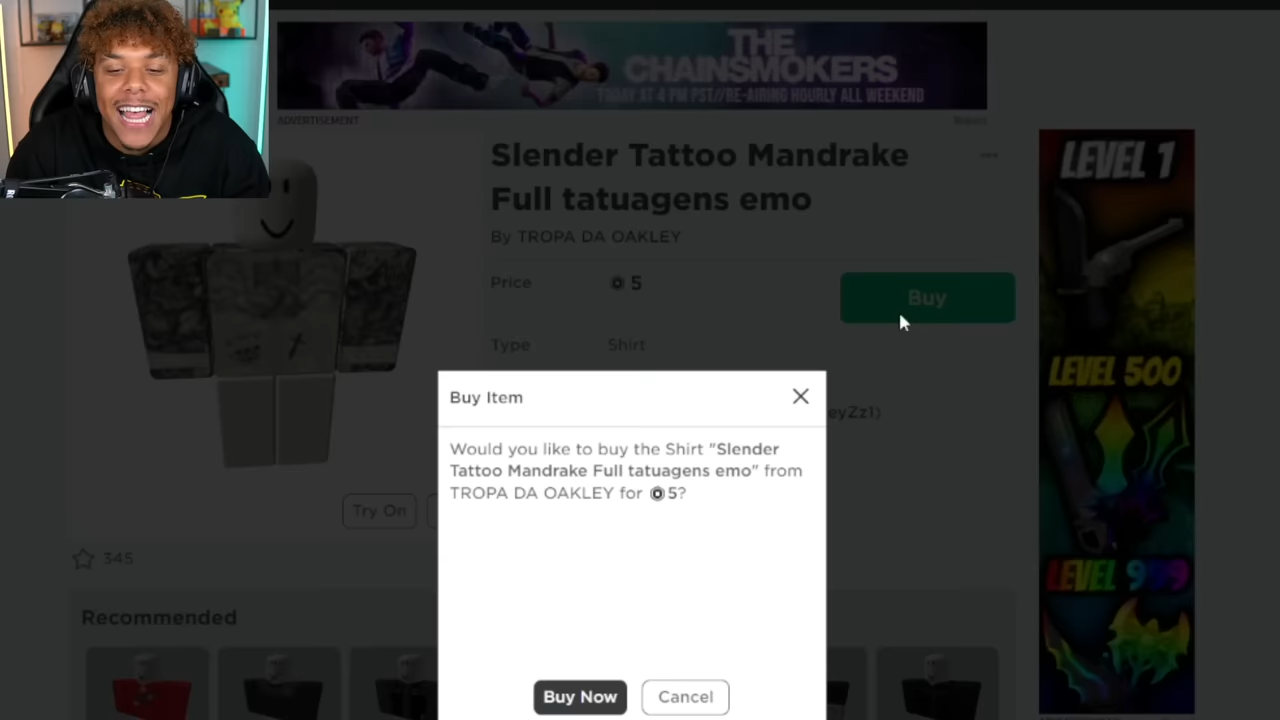 THE
CHAINSMOKERS
TODAY AT 4 PM PST//RE-AIRING HOURLY ALL WEEKEND
ADVERTISEMENT
Report
Slender Tattoo Mandrake
Full tatuagens emo
By TROPA DA OAKLEY
Price
5
Buy
Type
Shirt
eyZz1)
Buy Item
Would you like to buy the Shirt "Slender
Tattoo Mandrake Full tatuagens emo" from
TROPA DA OAKLEY for 5?
Buy Now
Cancel
Try On
345
Recommended
LEVEL 1
LEVEL 500
LEVEL 999